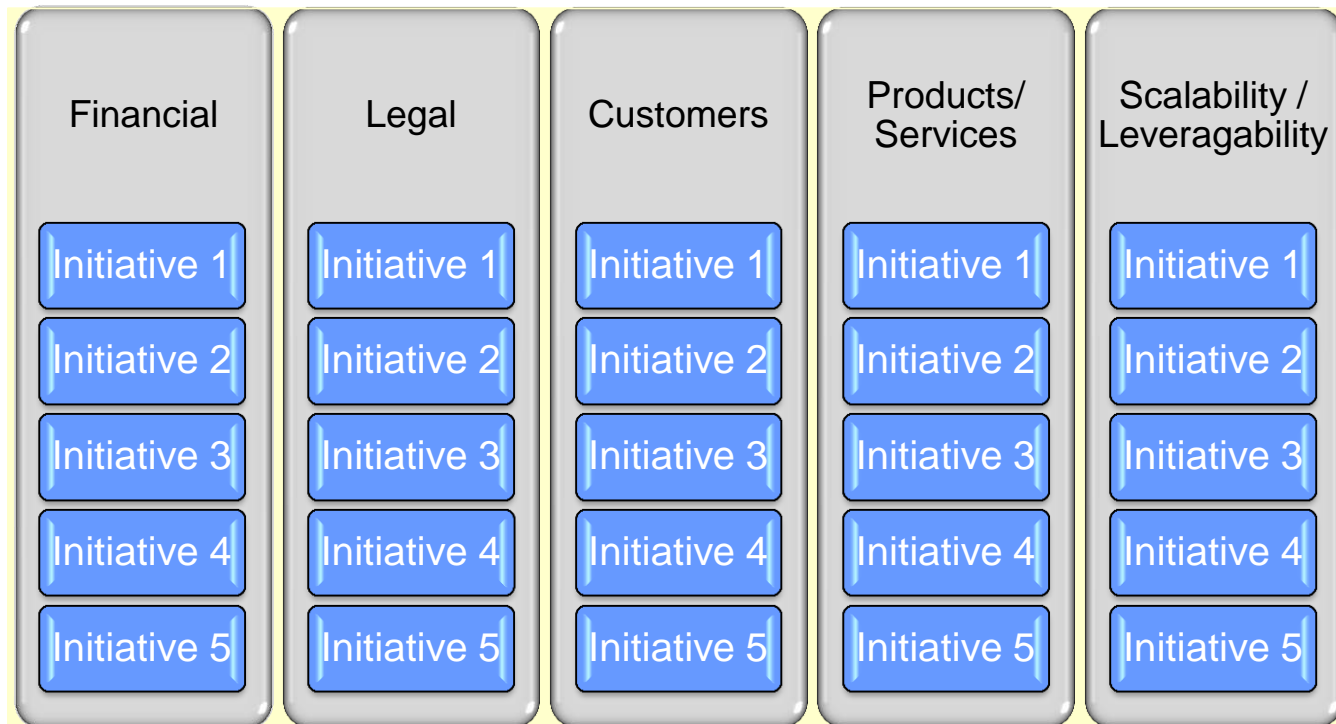 Financial
Initiative 1
Initiative 2
Initiative 3
Initiative 4
Initiative 5
Legal
Initiative 1
Initiative 2
Initiative 3
Initiative 4
Initiative 5
Customers
Initiative 1
Initiative 2
Initiative 3
Initiative 4
Initiative 5
Products/
Services
Initiative 1
Initiative 2
Initiative 3
Initiative 4
Initiative 5
Scalability /
Leveragability
Initiative 1
Initiative 2
Initiative 3
Initiative 4
Initiative 5